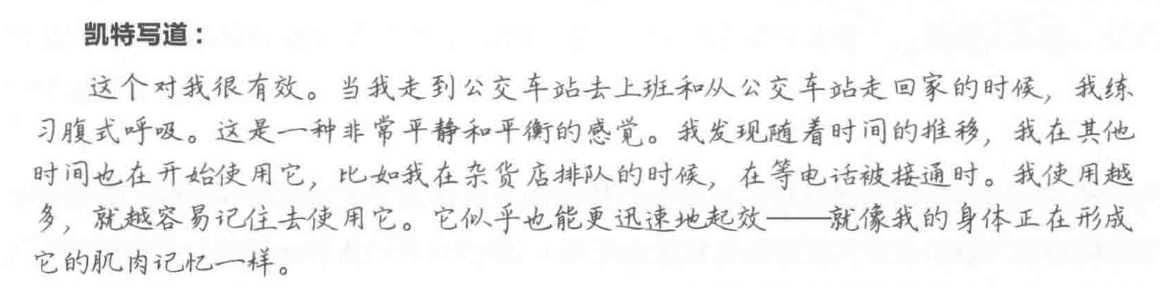 凯特写道：
这个对我很有效。当我走到公交车站去上班和从公交车站走回家的时候，我练
习腹式呼吸。这是一种非常平静和平衡的感觉。我发现随着时间的推移，我在其他
时间也在开始使用它，比如我在杂货店排队的时候，在等电话被接通时。我使用越
多，就越容易记住去使用它。它似乎也能更迅速地起效——就像我的身体正在形成
它的肌肉记忆一样。